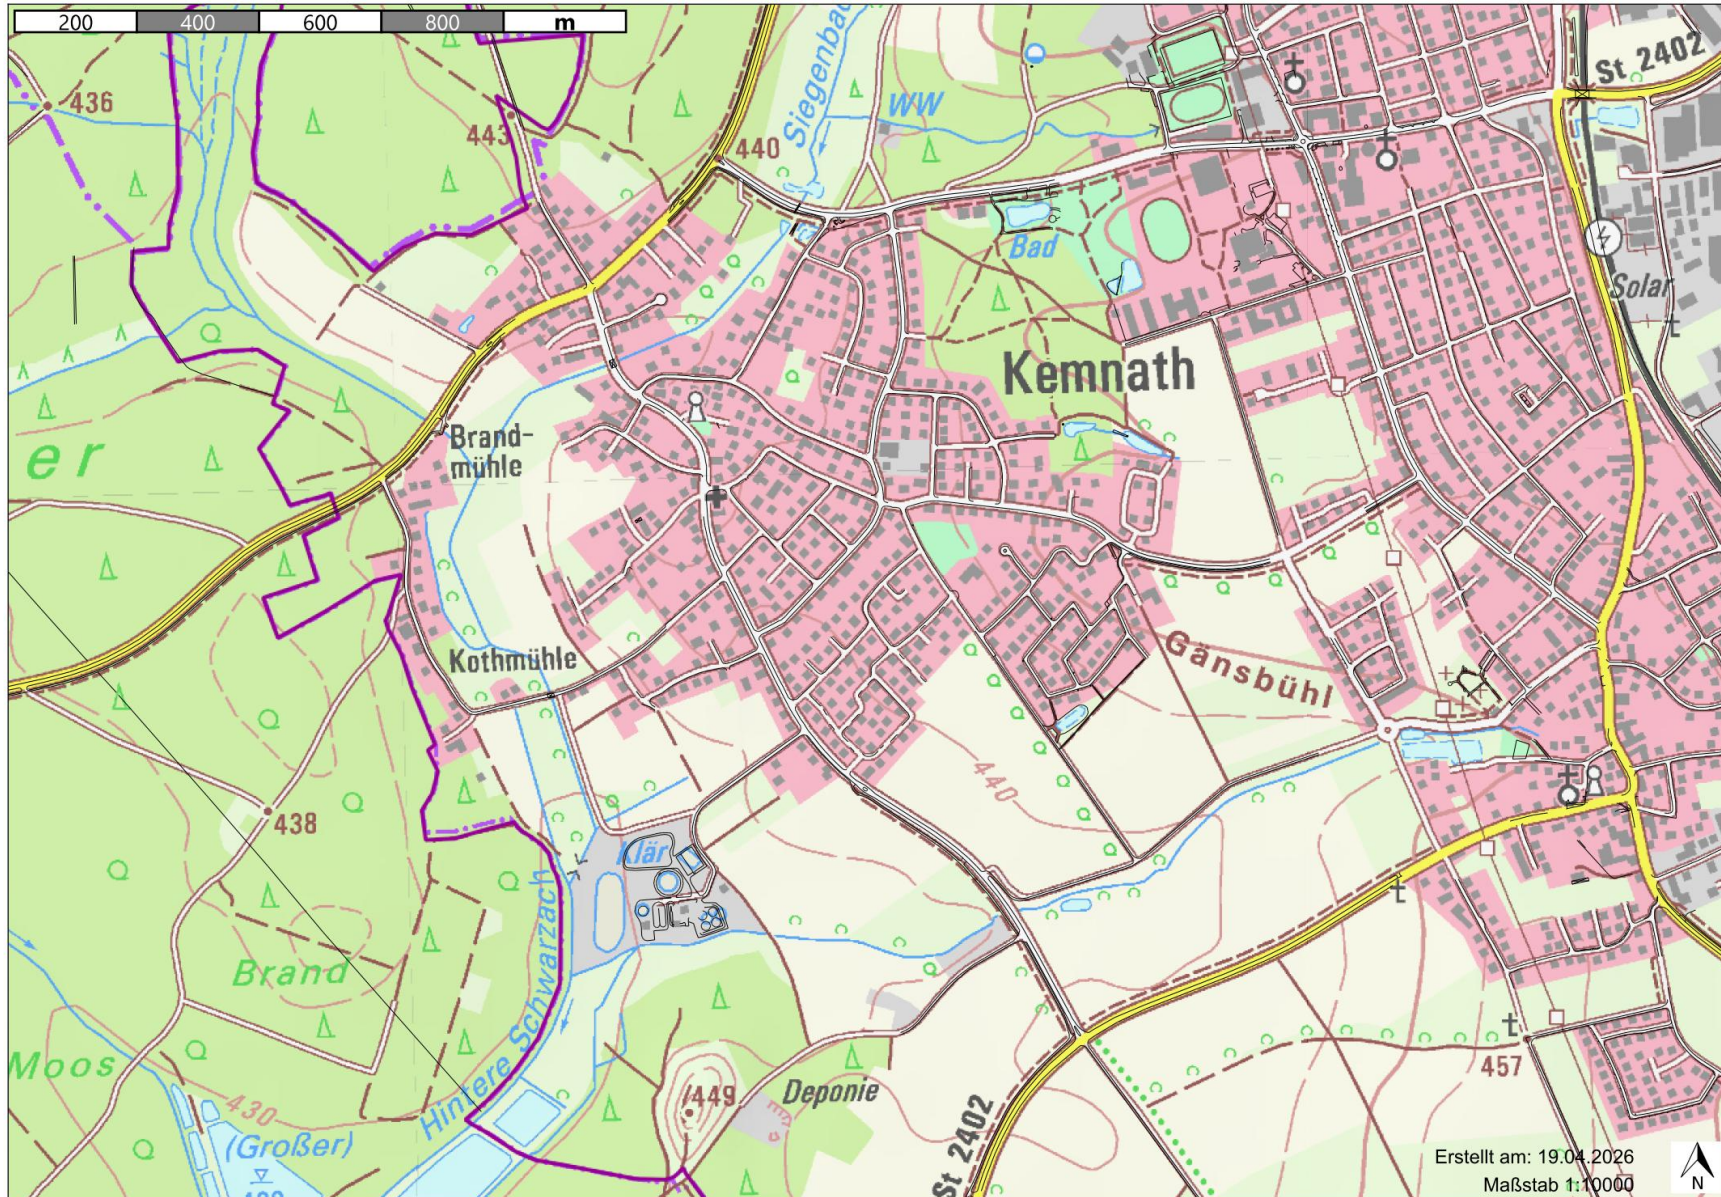 200 400 600 800 m
St 2402
436
443
440
Siegenbach
WW
Bad
Solar
Kemnath
er
Brand-
mühle
Kothmühle
Gänsbühl
440
438
Klär
Brand
Hintere Schwarzach
Moos
430
(Großer)
449
Deponie
457
St 2402
Erstellt am: 19.04.2026
Maßstab 1:10000
N